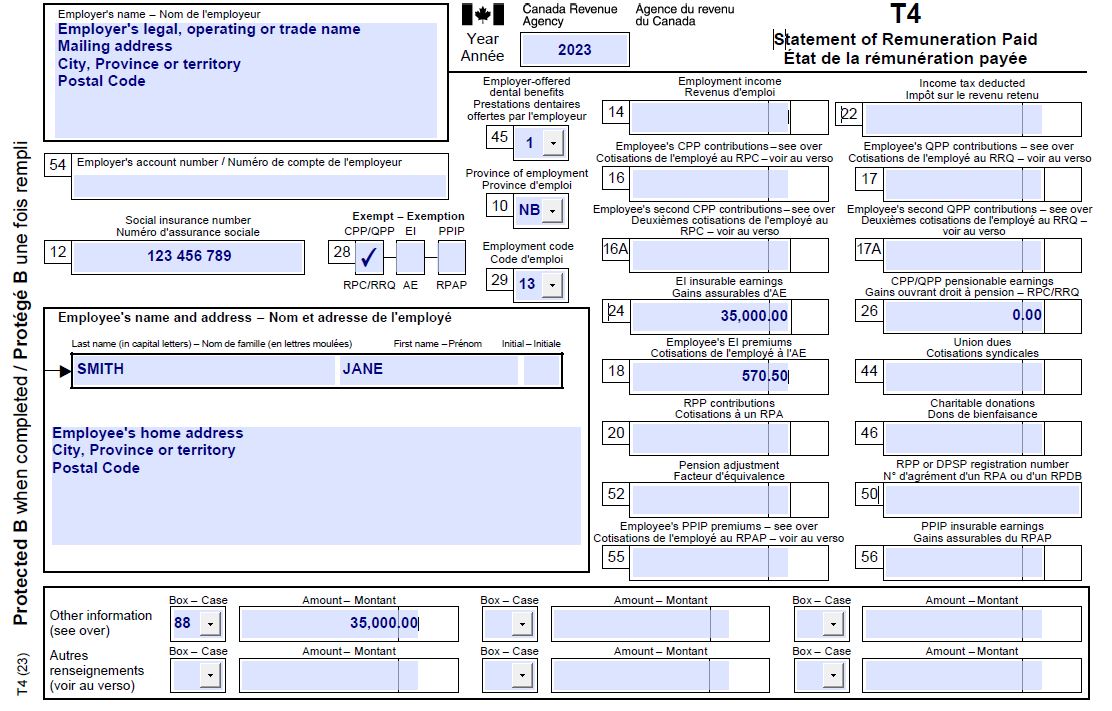 Employer's name – Nom de l'employeur
Employer's legal, operating or trade name
Mailing address
City, Province or territory
Postal Code
Canada Revenue Agency
Agence du revenu du Canada
Year
Année
2023
T4
Statement of Remuneration Paid
État de la rémunération payée
Employer-offered
dental benefits
Prestations dentaires
offertes par l'employeur
45 1
Employment income
Revenus d'emploi
14
Income tax deducted
Impôt sur le revenu retenu
22
54 Employer's account number / Numéro de compte de l'employeur
Province of employment
Province d'emploi
10 NB
Employee's CPP contributions – see over
Cotisations de l'employé au RPC – voir au verso
16
Employee's QPP contributions – see over
Cotisations de l'employé au RRQ – voir au verso
17
Social insurance number
Numéro d'assurance sociale
12 123 456 789
Exempt – Exemption
CPP/QPP EI PPIP
28 ✓
RPC/RRQ AE RPAP
Employment code
Code d'emploi
29 13
Employee's second CPP contributions – see over
Deuxièmes cotisations de l'employé au
RPC – voir au verso
16A
Employee's second QPP contributions – see over
Deuxièmes cotisations de l'employé au RRQ –
voir au verso
17A
EI insurable earnings
Gains assurables d'AE
24 35,000.00
CPP/QPP pensionable earnings
Gains ouvrant droit à pension – RPC/RRQ
26 0.00
Employee's name and address – Nom et adresse de l'employé
Last name (in capital letters) – Nom de famille (en lettres moulées) First name – Prénom Initial – Initiale
SMITH JANE
Employee's home address
City, Province or territory
Postal Code
Employee's EI premiums
Cotisations de l'employé à l'AE
18 570.50
Union dues
Cotisations syndicales
44
RPP contributions
Cotisations à un RPA
20
Charitable donations
Dons de bienfaisance
46
Pension adjustment
Facteur d'équivalence
52
RPP or DPSP registration number
N° d'agrément d'un RPA ou d'un RPDB
50
Employee's PPIP premiums – see over
Cotisations de l'employé au RPAP – voir au verso
55
PPIP insurable earnings
Gains assurables du RPAP
56
Other information
(see over)
Box – Case Amount – Montant Box – Case Amount – Montant Box – Case Amount – Montant
88 35,000.00
Autres
renseignements
(voir au verso)
Box – Case Amount – Montant Box – Case Amount – Montant Box – Case Amount – Montant
Protected B when completed / Protégé B une fois rempli
T4 (23)